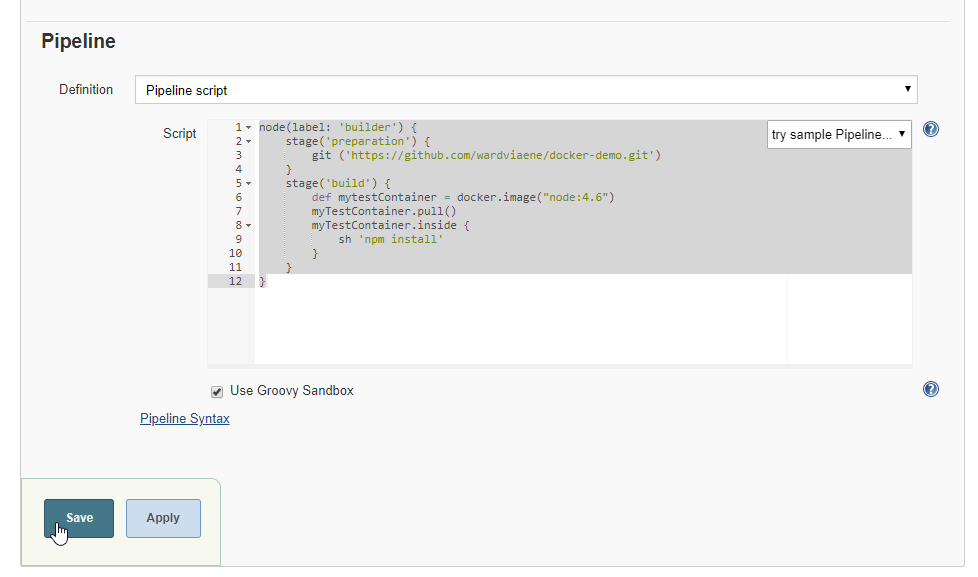 Pipeline
Definition
Pipeline script
Script
try sample Pipeline...
1 node(label: 'builder') {
2 stage('preparation') {
3 git ('https://github.com/wardviaene/docker-demo.git')
4 }
5 stage('build') {
6 def mytestContainer = docker.image("node:4.6")
7 myTestContainer.pull()
8 myTestContainer.inside {
9 sh 'npm install'
10 }
11 }
12 }
Use Groovy Sandbox
Pipeline Syntax
Save Apply